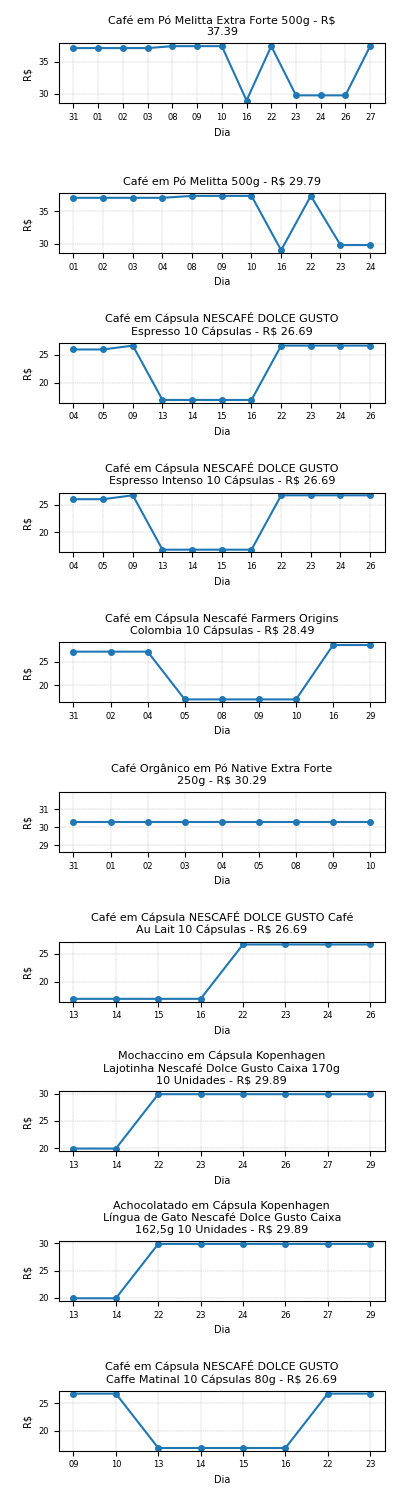 Café em Pó Melitta Extra Forte 500g - R$
37.39
R$
35
30
31 01 02 03 08 09 10 16 22 23 24 26 27
Dia
Café em Pó Melitta 500g - R$ 29.79
R$
35
30
01 02 03 04 08 09 10 16 22 23 24
Dia
Café em Cápsula NESCAFÉ DOLCE GUSTO
Espresso 10 Cápsulas - R$ 26.69
R$
25
20
04 05 09 13 14 15 16 22 23 24 26
Dia
Café em Cápsula NESCAFÉ DOLCE GUSTO
Espresso Intenso 10 Cápsulas - R$ 26.69
R$
25
20
04 05 09 13 14 15 16 22 23 24 26
Dia
Café em Cápsula Nescafé Farmers Origins
Colombia 10 Cápsulas - R$ 28.49
R$
25
20
31 02 04 05 08 09 10 16 29
Dia
Café Orgânico em Pó Native Extra Forte
250g - R$ 30.29
R$
31
30
29
31 01 02 03 04 05 08 09 10
Dia
Café em Cápsula NESCAFÉ DOLCE GUSTO Café
Au Lait 10 Cápsulas - R$ 26.69
R$
25
20
13 14 15 16 22 23 24 26
Dia
Mochaccino em Cápsula Kopenhagen
Lajotinha Nescafé Dolce Gusto Caixa 170g
10 Unidades - R$ 29.89
R$
30
25
20
13 14 22 23 24 26 27 29
Dia
Achocolatado em Cápsula Kopenhagen
Língua de Gato Nescafé Dolce Gusto Caixa
162,5g 10 Unidades - R$ 29.89
R$
30
25
20
13 14 22 23 24 26 27 29
Dia
Café em Cápsula NESCAFÉ DOLCE GUSTO
Caffe Matinal 10 Cápsulas 80g - R$ 26.69
R$
25
20
09 10 13 14 15 16 22 23
Dia